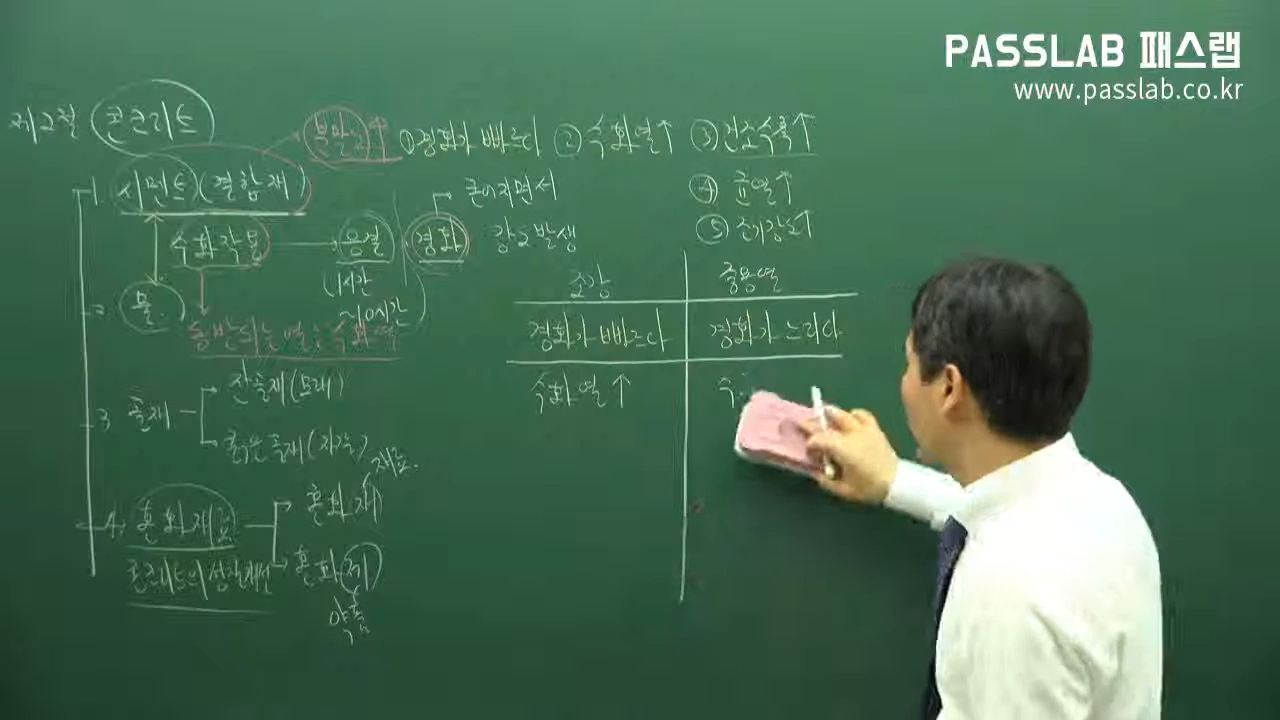 PASSLAB 패스랩
www.passlab.co.kr
제2절 콘크리트
분말도↑ ①경화가 빠르다 ②수화열↑ ③건조수축↑
1. 시멘트(결합재) 굳어지면서 ④ 균열↑
수화작용 응결 경화 강도발생 ⑤ 조기강도↑
1시간
~10시간
2. 물
동반되는 열: 수화열
조강 중용열
경화가 빠르다 경화가 느리다
수화열↑ 수
3. 골재
잔골재(모래)
굵은골재(자갈)
재료
4. 혼화재료
혼화재
콘크리트의 성질개선
혼화제
약품